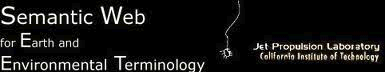 Semantic Web
for Earth and
Environmental Terminology
Jet Propulsion Laboratory
California Institute of Technology